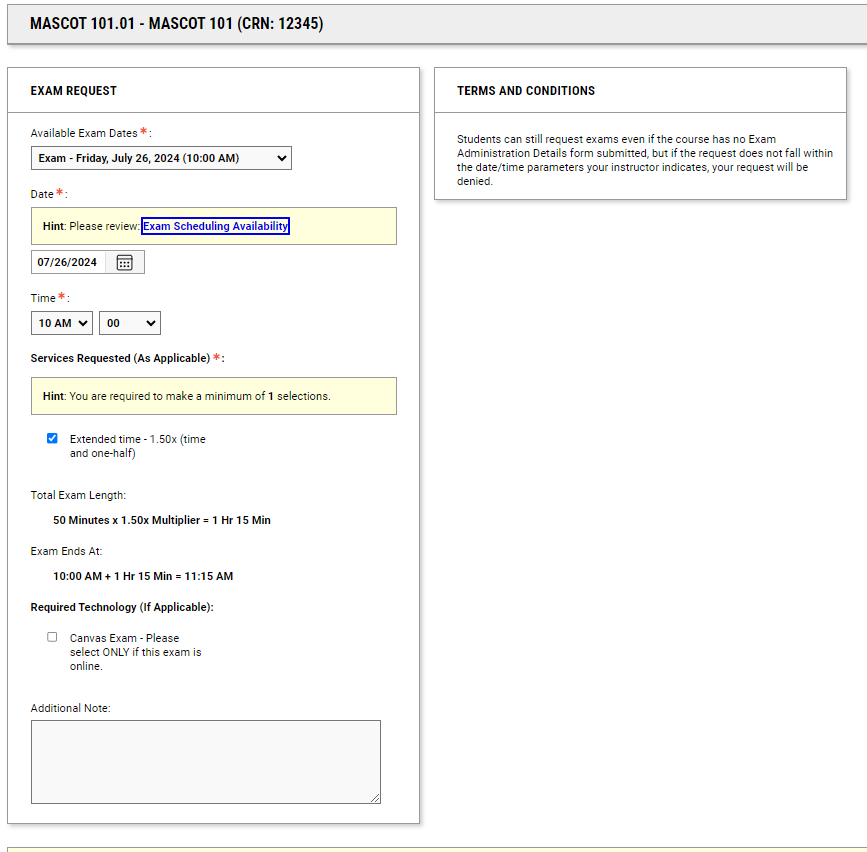 MASCOT 101.01 - MASCOT 101 (CRN: 12345)
EXAM REQUEST
Available Exam Dates * :
Exam - Friday, July 26, 2024 (10:00 AM)
Date * :
Hint: Please review: Exam Scheduling Availability
07/26/2024
Time * :
10 AM 00
Services Requested (As Applicable) * :
Hint: You are required to make a minimum of 1 selections.
Extended time - 1.50x (time
and one-half)
Total Exam Length:
50 Minutes x 1.50x Multiplier = 1 Hr 15 Min
Exam Ends At:
10:00 AM + 1 Hr 15 Min = 11:15 AM
Required Technology (If Applicable):
Canvas Exam - Please
select ONLY if this exam is
online.
Additional Note:
TERMS AND CONDITIONS
Students can still request exams even if the course has no Exam
Administration Details form submitted, but if the request does not fall within
the date/time parameters your instructor indicates, your request will be
denied.